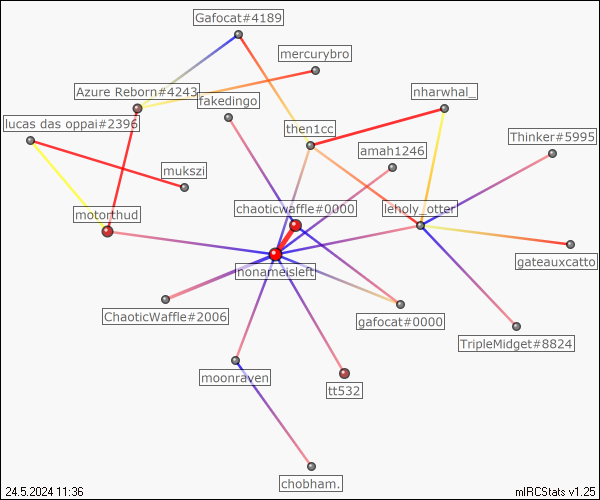 Gafocat#4189
mercurybro
Azure Reborn#4243
fakedingo
nharwhal_
lucas das oppai#2396
then1cc
Thinker#5995
amah1246
mukszi
motorthud
chaoticwaffle#0000
leholy_otter
gateauxcatto
nonameisleft
ChaoticWaffle#2006
gafocat#0000
TripleMidget#8824
moonraven
tt532
chobham.
24.5.2024 11:36
mIRCStats v1.25